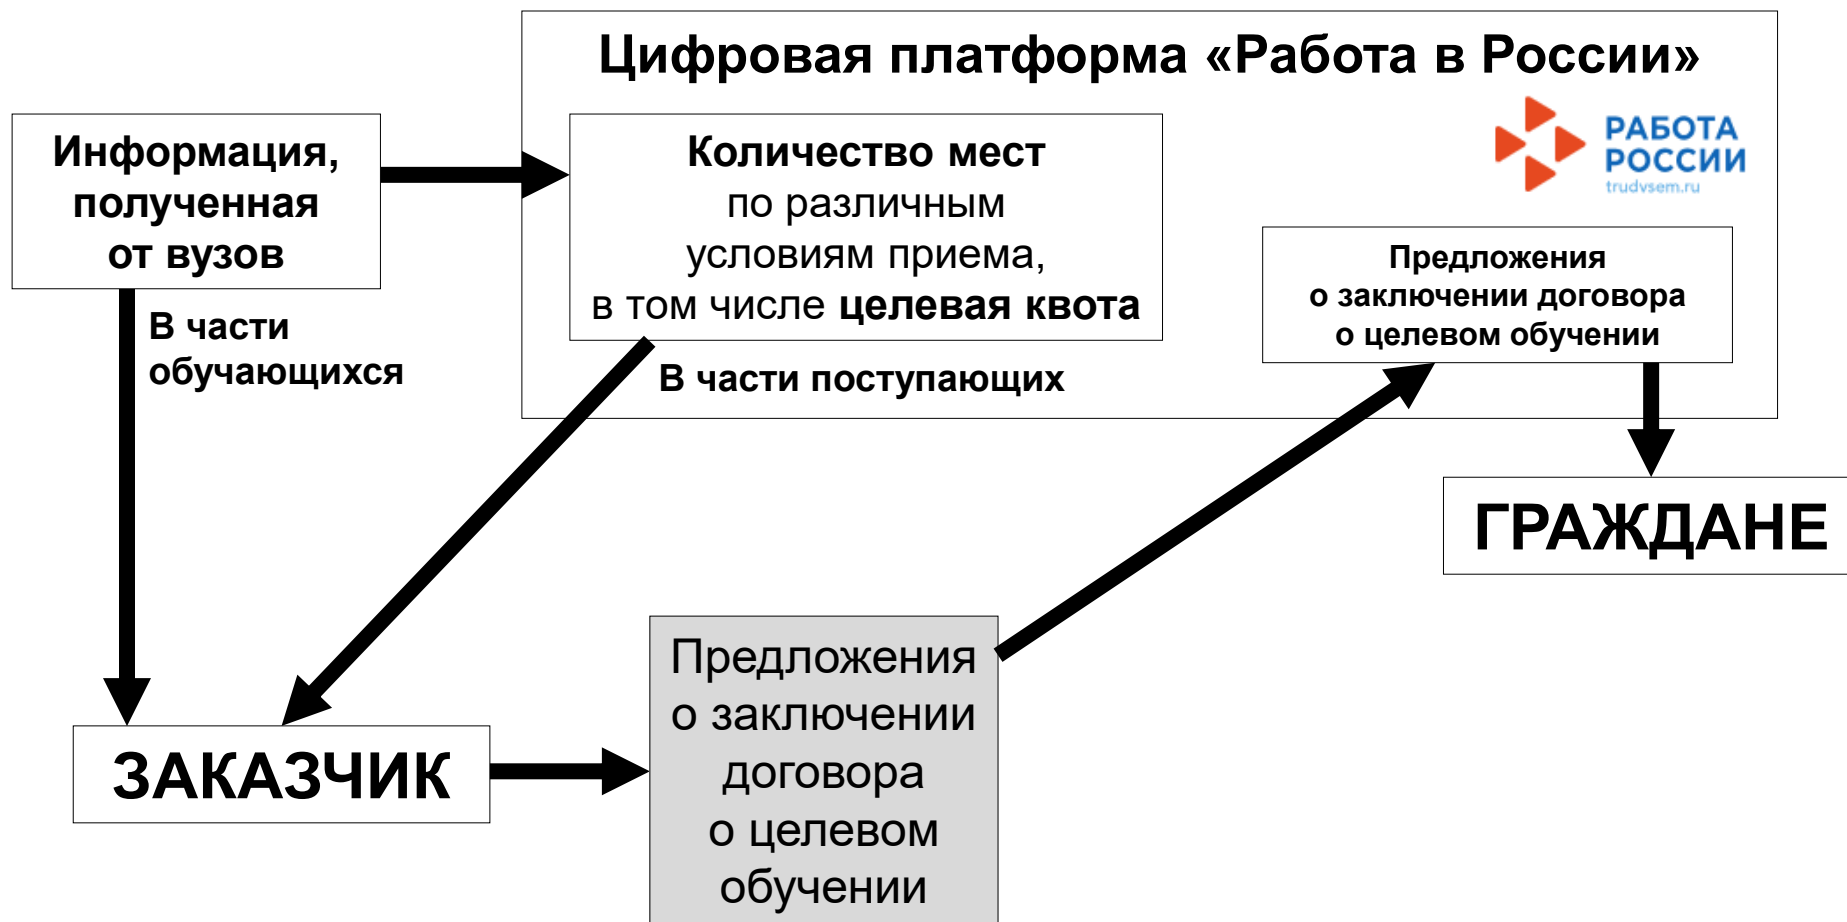 Цифровая платформа «Работа в России»
РАБОТА
РОССИИ
trudvsem.ru
Информация,
полученная
от вузов
Количество мест
по различным
условиям приема,
в том числе целевая квота
Предложения
о заключении договора
о целевом обучении
В части
обучающихся
В части поступающих
ГРАЖДАНЕ
ЗАКАЗЧИК
Предложения
о заключении
договора
о целевом
обучении